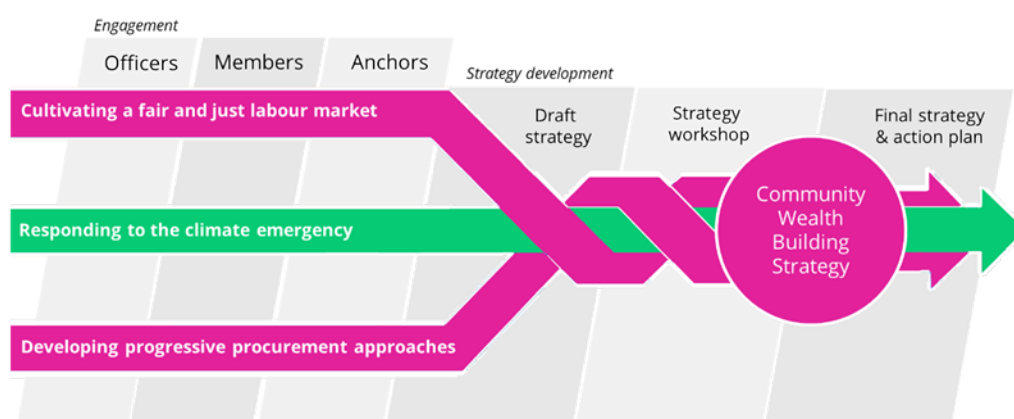 Engagement
Officers
Members
Anchors
Strategy development
Cultivating a fair and just labour market
Draft
strategy
Strategy
workshop
Final strategy
& action plan
Community
Wealth
Building
Strategy
Responding to the climate emergency
Developing progressive procurement approaches